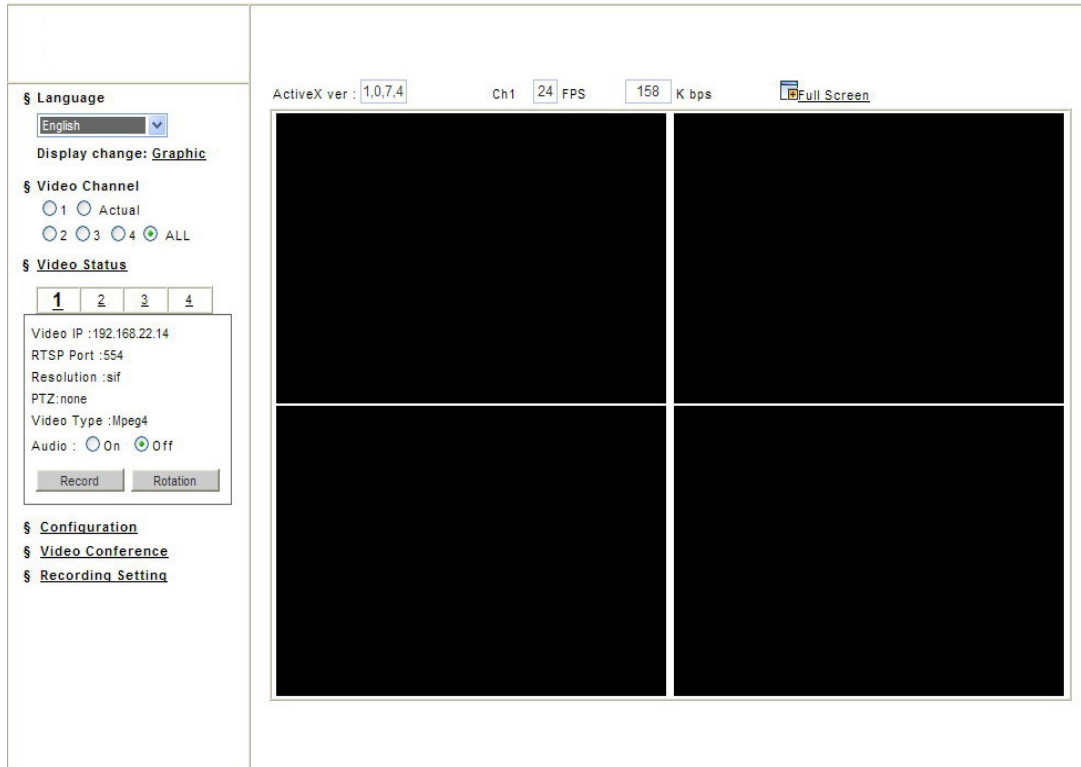 § Language
English
Display change: Graphic
§ Video Channel
1 Actual
2 3 4 ALL
§ Video Status
1 2 3 4
Video IP :192.168.22.14
RTSP Port :554
Resolution :sif
PTZ:none
Video Type :Mpeg4
Audio : On Off
Record Rotation
§ Configuration
§ Video Conference
§ Recording Setting
ActiveX ver : 1,0,7,4 Ch1 24 FPS 158 K bps Full Screen